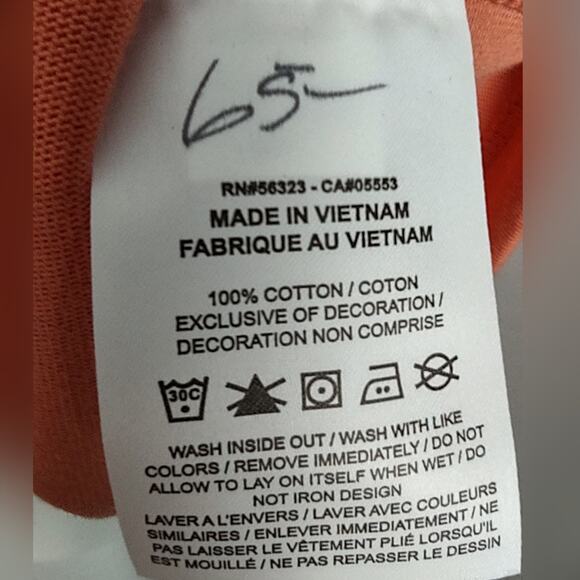 65-
RN#56323 - CA#05553
MADE IN VIETNAM
FABRIQUE AU VIETNAM
100% COTTON / COTON
EXCLUSIVE OF DECORATION /
DECORATION NON COMPRISE
30C
WASH INSIDE OUT / WASH WITH LIKE
COLORS / REMOVE IMMEDIATELY / DO NOT
ALLOW TO LAY ON ITSELF WHEN WET / DO
NOT IRON DESIGN
LAVER A L'ENVERS / LAVER AVEC COULEURS
SIMILAIRES / ENLEVER IMMEDIATEMENT / NE
PAS LAISSER LE VÊTEMENT PLIÉ LORSQU'IL
EST MOUILLÉ / NE PAS REPASSER LE DESSIN